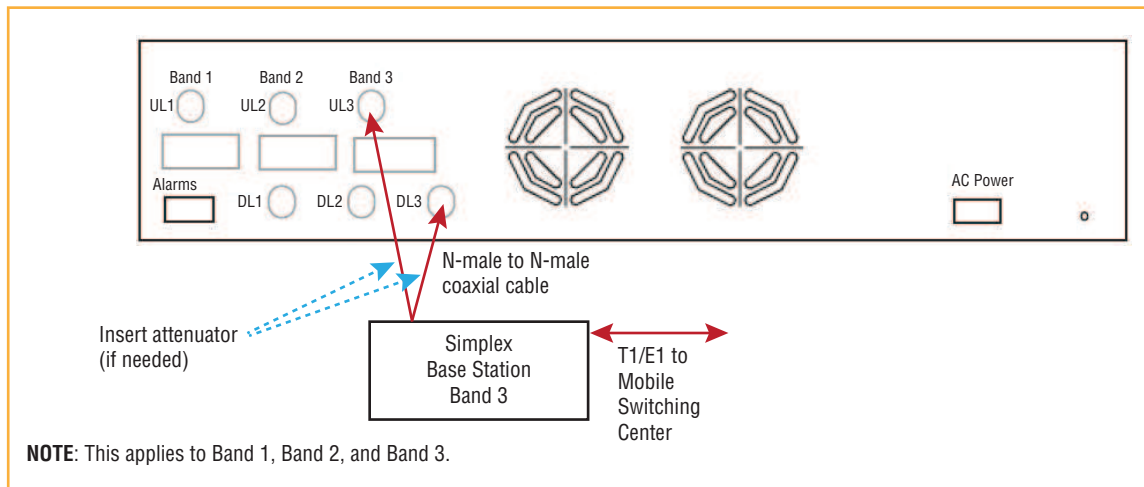 Band 1
Band 2
Band 3
UL1
UL2
UL3
Alarms
DL1
DL2
DL3
AC Power
N-male to N-male
coaxial cable
Insert attenuator
(if needed)
Simplex
Base Station
Band 3
T1/E1 to
Mobile
Switching
Center
NOTE: This applies to Band 1, Band 2, and Band 3.